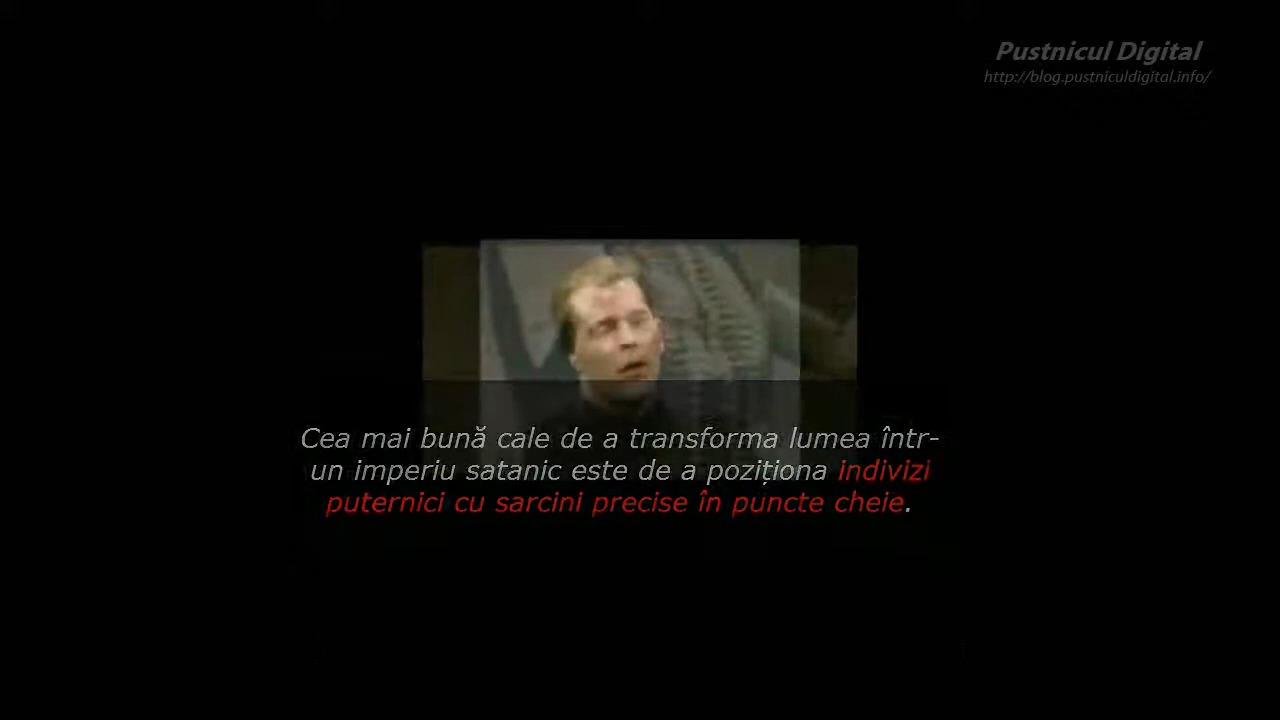 Pustnicul Digital
http://blog.pustniculdigital.info/
Cea mai bună cale de a transforma lumea într-
un imperiu satanic este de a poziționa indivizi
puternici cu sarcini precise în puncte cheie.